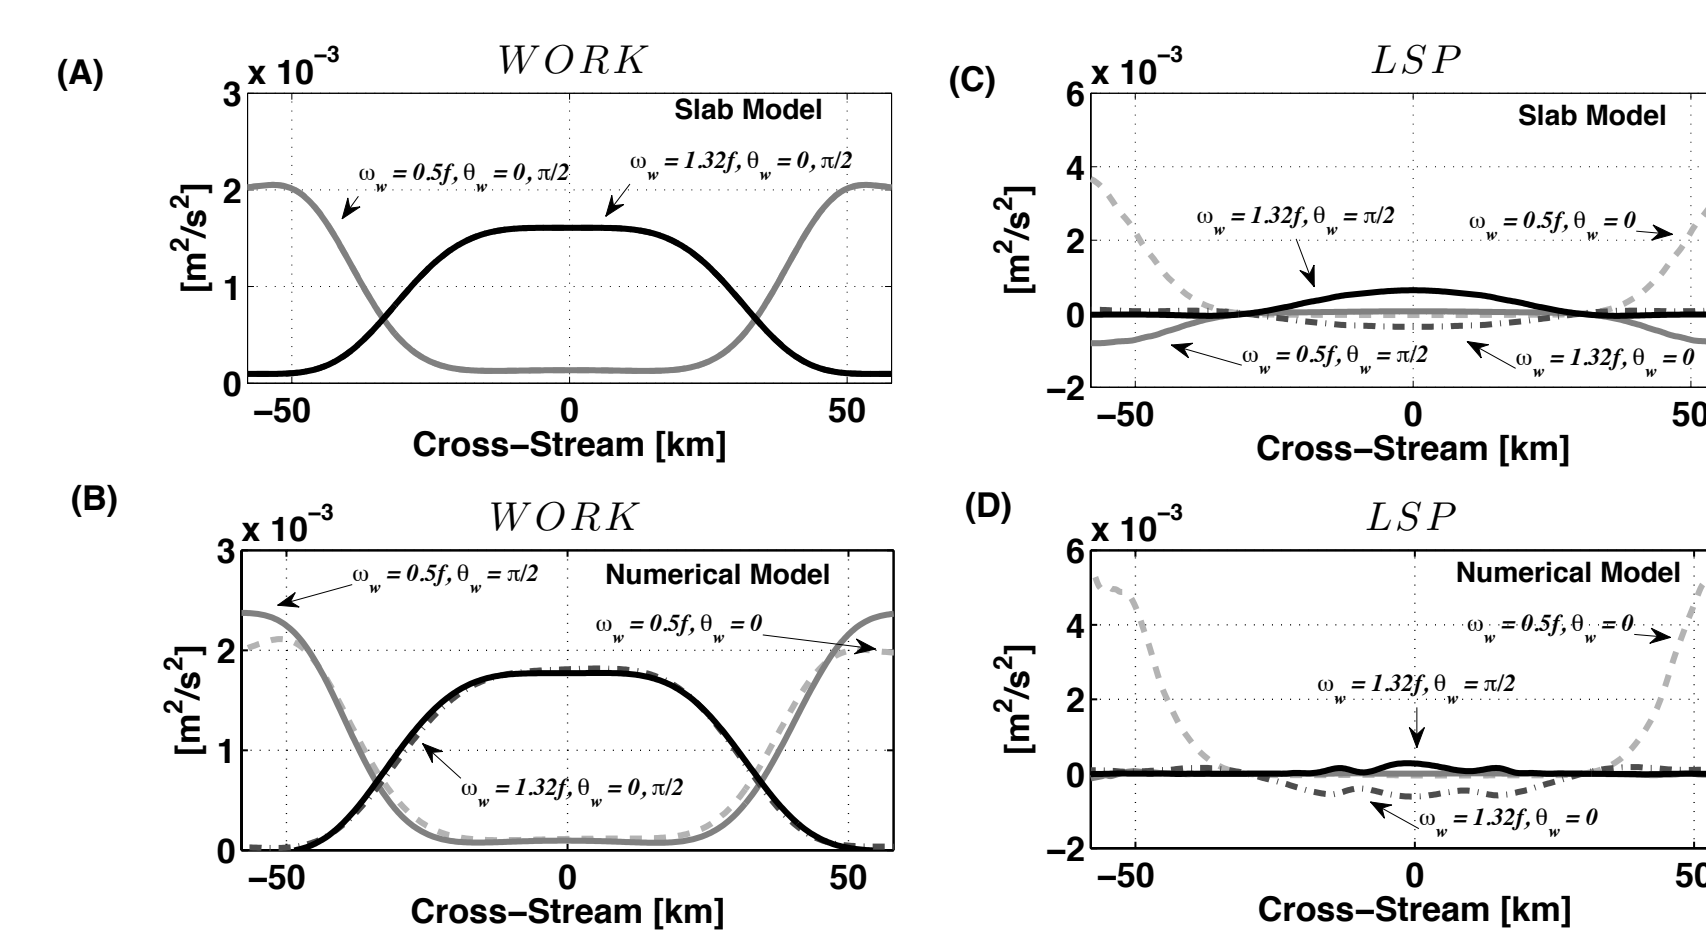 (A)
x 10⁻³
WORK
Slab Model
ω_w = 0.5f, θ_w = 0, π/2
ω_w = 1.32f, θ_w = 0, π/2
[m²/s²]
3
2
1
0
−50
0
50
Cross−Stream [km]
(C)
x 10⁻³
LSP
Slab Model
ω_w = 1.32f, θ_w = π/2
ω_w = 0.5f, θ_w = 0
ω_w = 0.5f, θ_w = π/2
ω_w = 1.32f, θ_w = 0
[m²/s²]
6
4
2
0
−2
−50
0
50
Cross−Stream [km]
(B)
x 10⁻³
WORK
Numerical Model
ω_w = 0.5f, θ_w = π/2
ω_w = 0.5f, θ_w = 0
ω_w = 1.32f, θ_w = 0, π/2
[m²/s²]
3
2
1
0
−50
0
50
Cross−Stream [km]
(D)
x 10⁻³
LSP
Numerical Model
ω_w = 0.5f, θ_w = 0
ω_w = 1.32f, θ_w = π/2
ω_w = 1.32f, θ_w = 0
[m²/s²]
6
4
2
0
−2
−50
0
50
Cross−Stream [km]